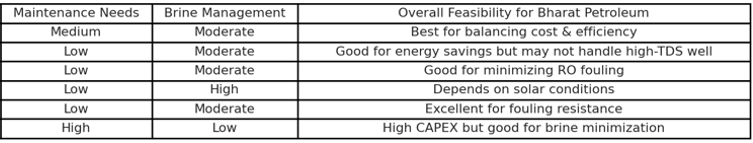 Maintenance Needs Brine Management Overall Feasibility for Bharat Petroleum
Medium Moderate Best for balancing cost & efficiency
Low Moderate Good for energy savings but may not handle high-TDS well
Low Moderate Good for minimizing RO fouling
Low High Depends on solar conditions
Low Moderate Excellent for fouling resistance
High Low High CAPEX but good for brine minimization